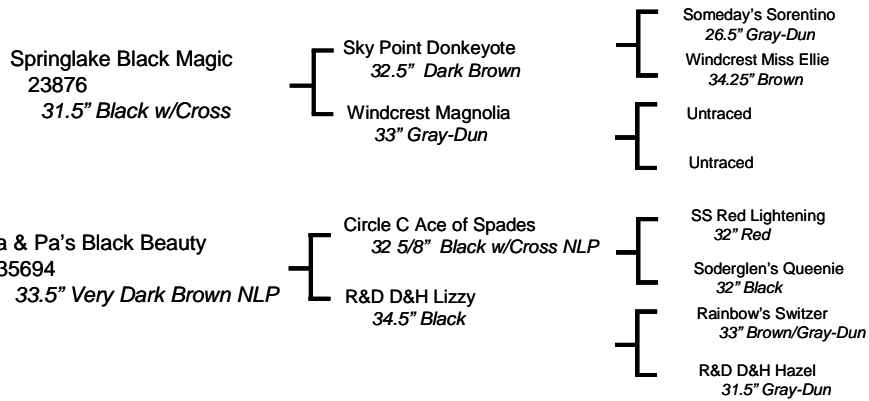 Springlake Black Magic
23876
31.5” Black w/Cross
Sky Point Donkeyote
32.5” Dark Brown
Windcrest Magnolia
33” Gray-Dun
Someday’s Sorentino
26.5” Gray-Dun
Windcrest Miss Ellie
34.25” Brown
Untraced
Untraced
a & Pa’s Black Beauty
35694
33.5” Very Dark Brown NLP
Circle C Ace of Spades
32 5/8” Black w/Cross NLP
R&D D&H Lizzy
34.5” Black
SS Red Lightening
32” Red
Soderglen’s Queenie
32” Black
Rainbow’s Switzer
33” Brown/Gray-Dun
R&D D&H Hazel
31.5” Gray-Dun